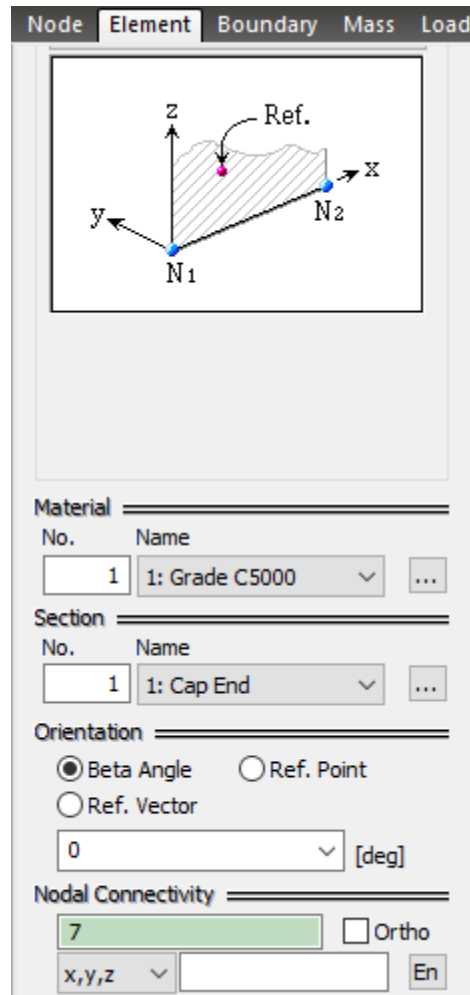 Node Element Boundary Mass Load
z Ref.
x
y
N2
N1
Material
No. Name
1 1: Grade C5000 ...
Section
No. Name
1 1: Cap End ...
Orientation
Beta Angle Ref. Point
Ref. Vector
0 [deg]
Nodal Connectivity
7 Ortho
x,y,z En